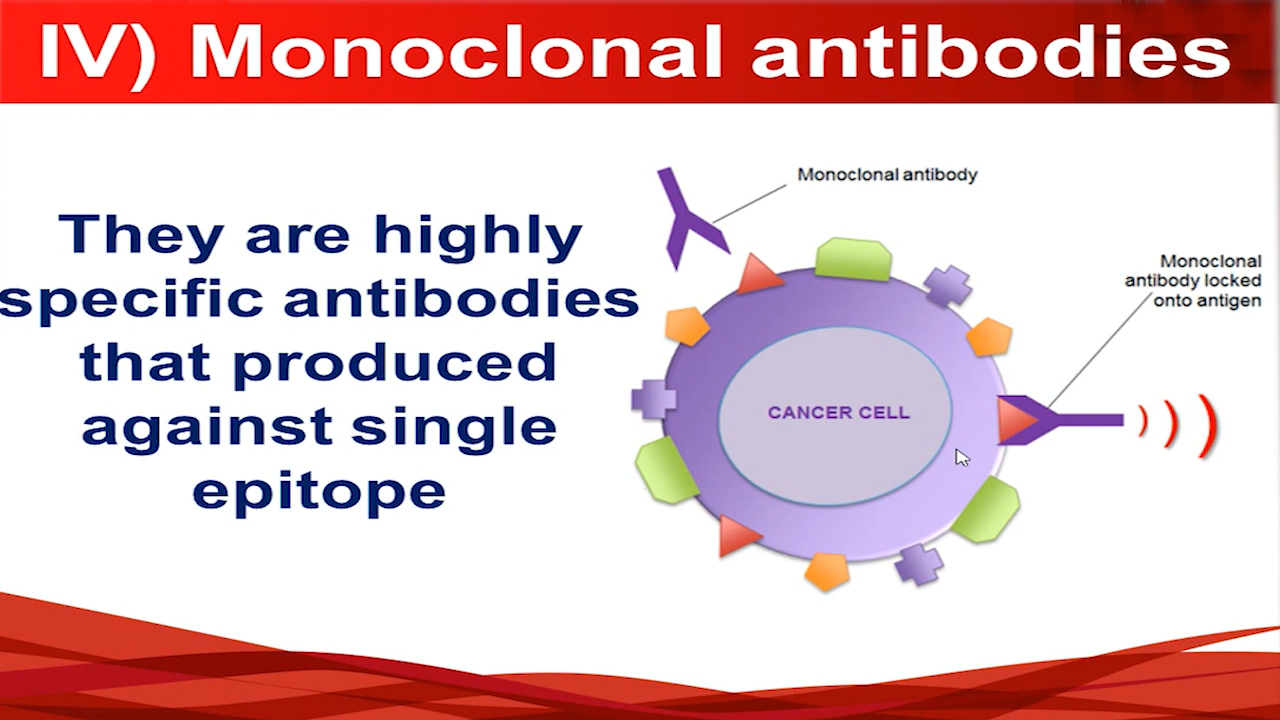 IV) Monoclonal antibodies
They are highly
specific antibodies
that produced
against single
epitope
Monoclonal antibody
Monoclonal
antibody locked
onto antigen
CANCER CELL